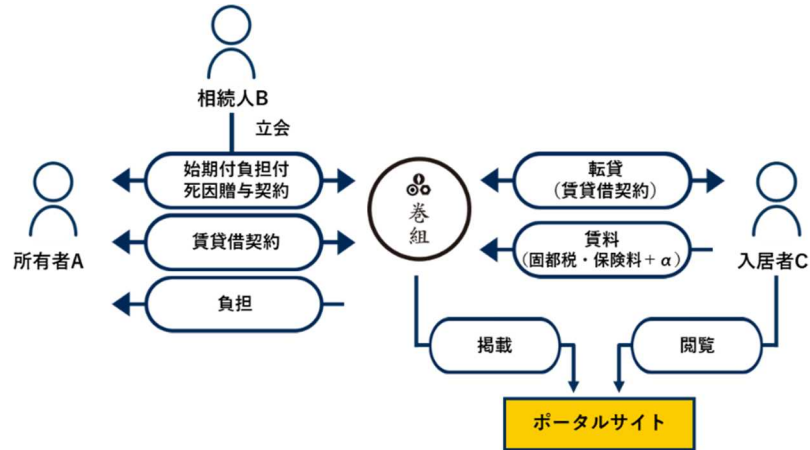 相続人B
立会
始期付負担付
死因贈与契約
賃貸借契約
負担
所有者A
巻
組
転貸
(賃貸借契約)
賃料
(固都税・保険料+α)
入居者C
掲載
閲覧
ポータルサイト